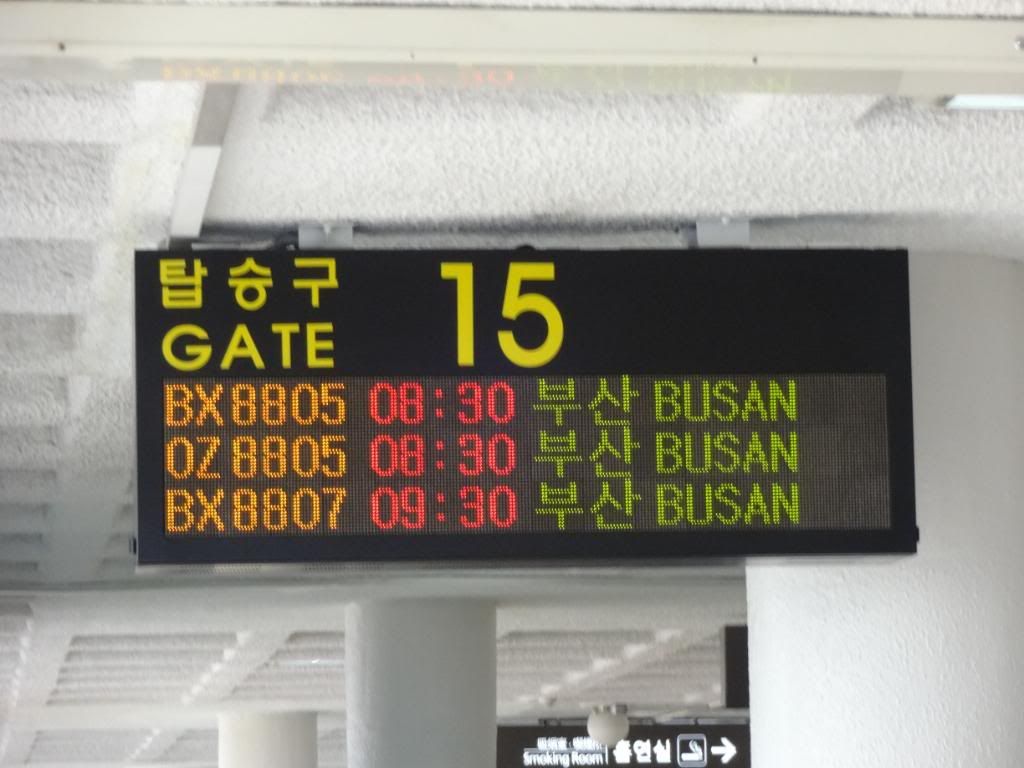 탑승구 15
GATE
BX8805 08:30 부산 BUSAN
OZ8805 08:30 부산 BUSAN
BX8807 09:30 부산 BUSAN
흡연실
Smoking Room